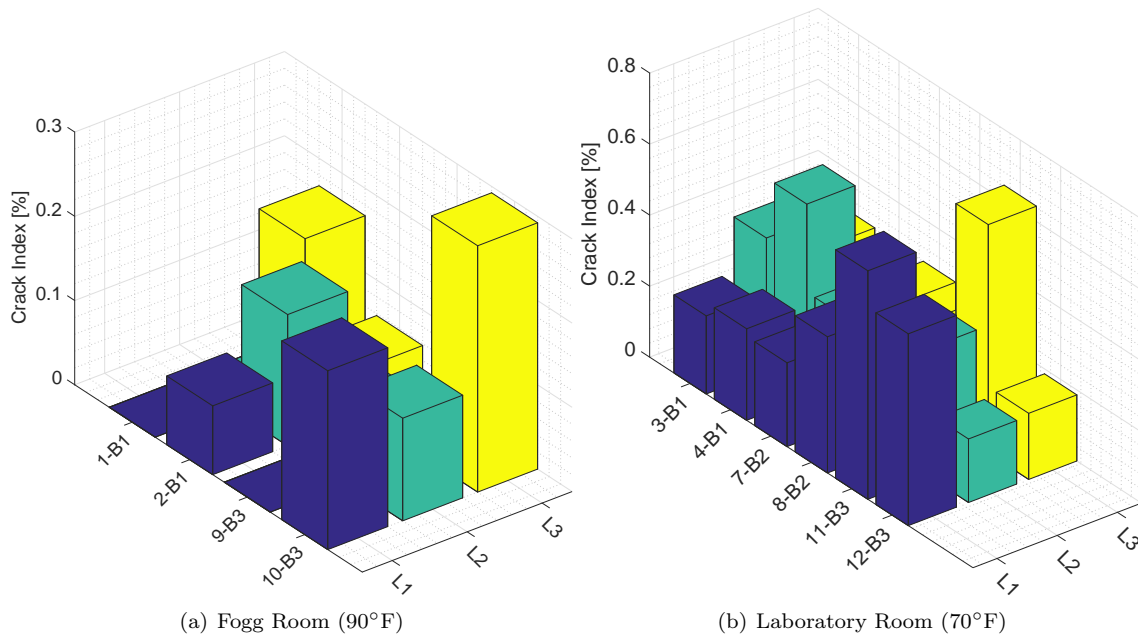 0.3
0.2
0.1
0
Crack Index [%]
1-B1
2-B1
9-B3
10-B3
L1
L2
L3
(a) Fogg Room (90°F)
0.8
0.6
0.4
0.2
0
Crack Index [%]
3-B1
4-B1
7-B2
8-B2
11-B3
12-B3
L1
L2
L3
(b) Laboratory Room (70°F)